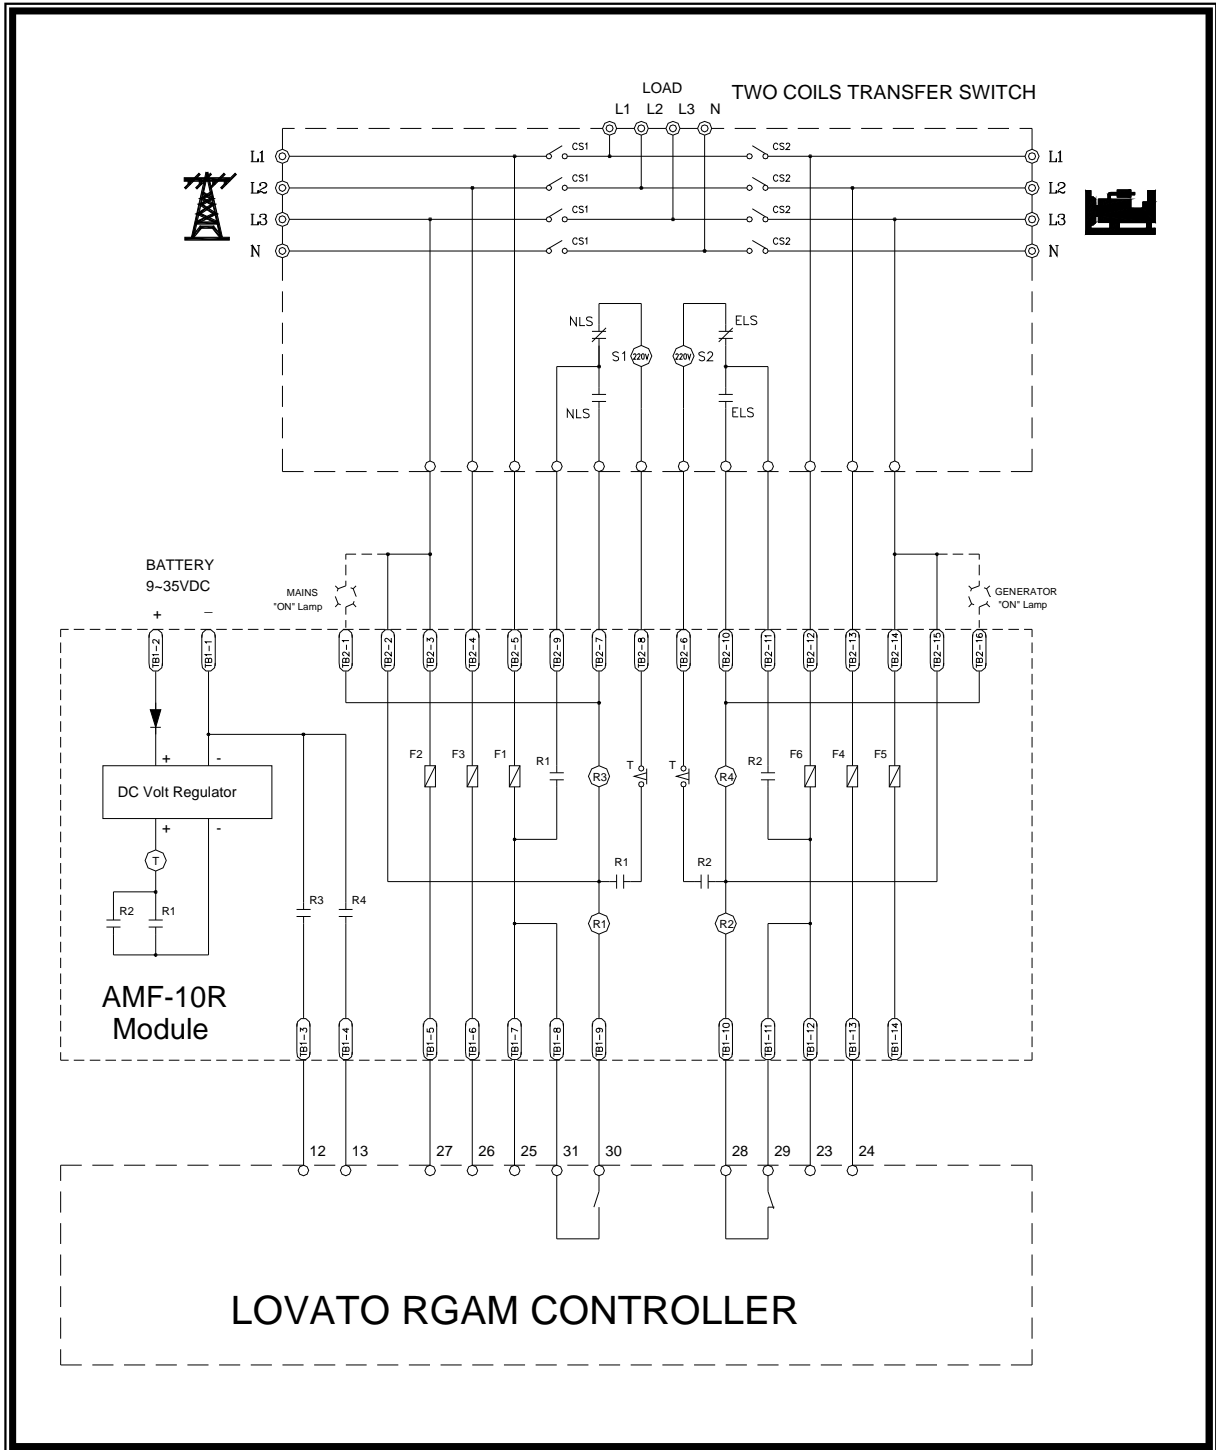 LOAD
TWO COILS TRANSFER SWITCH
L1 L2 L3 N
L1 CS1 CS2 L1
L2 CS1 CS2 L2
L3 CS1 CS2 L3
N CS1 CS2 N
NLS ELS
S1 220V 220V S2
NLS ELS
BATTERY
9~35VDC
+ −
MAINS
"ON" Lamp
GENERATOR
"ON" Lamp
TB1-2 TB1-1 TB2-1 TB2-2 TB2-3 TB2-4 TB2-5 TB2-9 TB2-7 TB2-8 TB2-6 TB2-10 TB2-11 TB2-12 TB2-13 TB2-14 TB2-15 TB2-16
+ -
F2 F3 F1 R1 R3 T T R4 R2 F6 F4 F5
DC Volt Regulator
+ -
T
R1 R2
R2 R1 R3 R4
R1 R2
AMF-10R
Module
TB1-3 TB1-4 TB1-5 TB1-6 TB1-7 TB1-8 TB1-9 TB1-10 TB1-11 TB1-12 TB1-13 TB1-14
12 13 27 26 25 31 30 28 29 23 24
LOVATO RGAM CONTROLLER